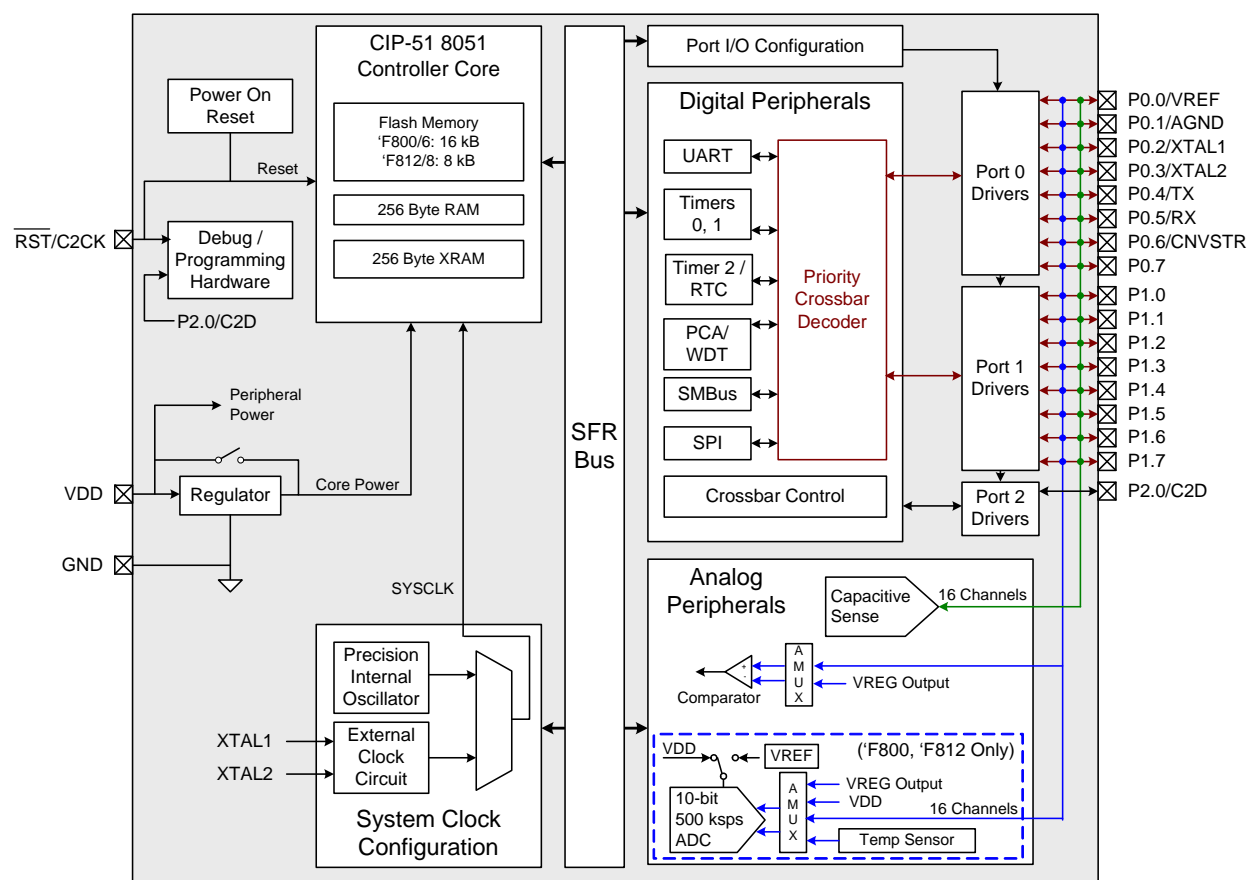 CIP-51 8051
Controller Core
Flash Memory
‘F800/6: 16 kB
‘F812/8: 8 kB
256 Byte RAM
256 Byte XRAM
Power On
Reset
Reset
RST/C2CK
Debug /
Programming
Hardware
P2.0/C2D
Peripheral
Power
VDD
Regulator
Core Power
GND
SYSCLK
Precision
Internal
Oscillator
XTAL1
XTAL2
External
Clock
Circuit
System Clock
Configuration
SFR
Bus
Port I/O Configuration
Digital Peripherals
UART
Timers
0, 1
Timer 2 /
RTC
PCA/
WDT
SMBus
SPI
Priority
Crossbar
Decoder
Crossbar Control
Port 0
Drivers
Port 1
Drivers
Port 2
Drivers
P0.0/VREF
P0.1/AGND
P0.2/XTAL1
P0.3/XTAL2
P0.4/TX
P0.5/RX
P0.6/CNVSTR
P0.7
P1.0
P1.1
P1.2
P1.3
P1.4
P1.5
P1.6
P1.7
P2.0/C2D
Analog
Peripherals
Capacitive
Sense
16 Channels
+
-
Comparator
A
M
U
X
VREG Output
(‘F800, ‘F812 Only)
VDD
VREF
10-bit
500 ksps
ADC
A
M
U
X
VREG Output
VDD
16 Channels
Temp Sensor